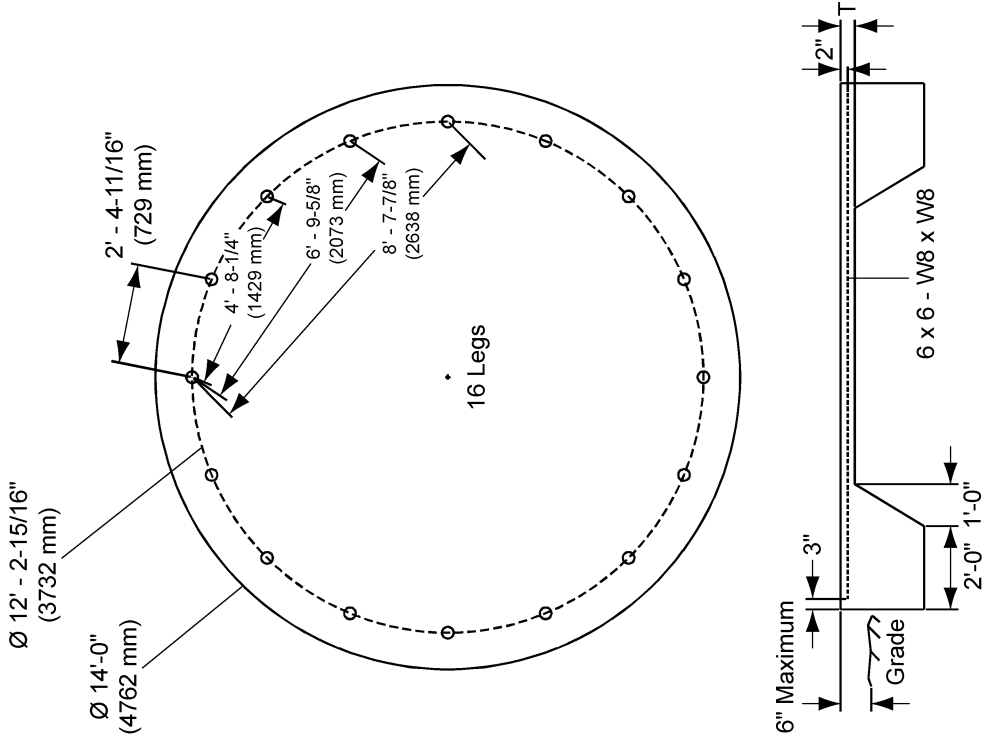 Ø 14'-0"
(4762 mm)
Ø 12' - 2-15/16"
(3732 mm)
2' - 4-11/16"
(729 mm)
4' - 8-1/4"
(1429 mm)
6' - 9-5/8"
(2073 mm)
8' - 7-7/8"
(2638 mm)
16 Legs
6" Maximum
Grade
3"
2'-0"
1'-0"
6 x 6 - W8 x W8
2"
T